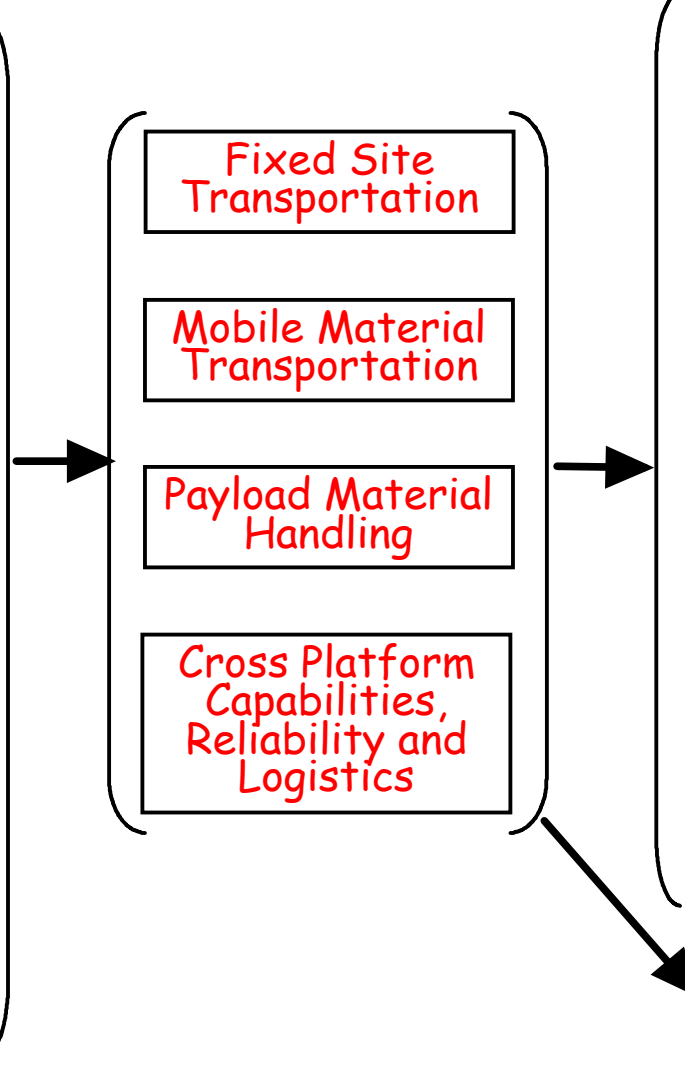 Fixed Site
Transportation
Mobile Material
Transportation
Payload Material
Handling
Cross Platform
Capabilities,
Reliability and
Logistics